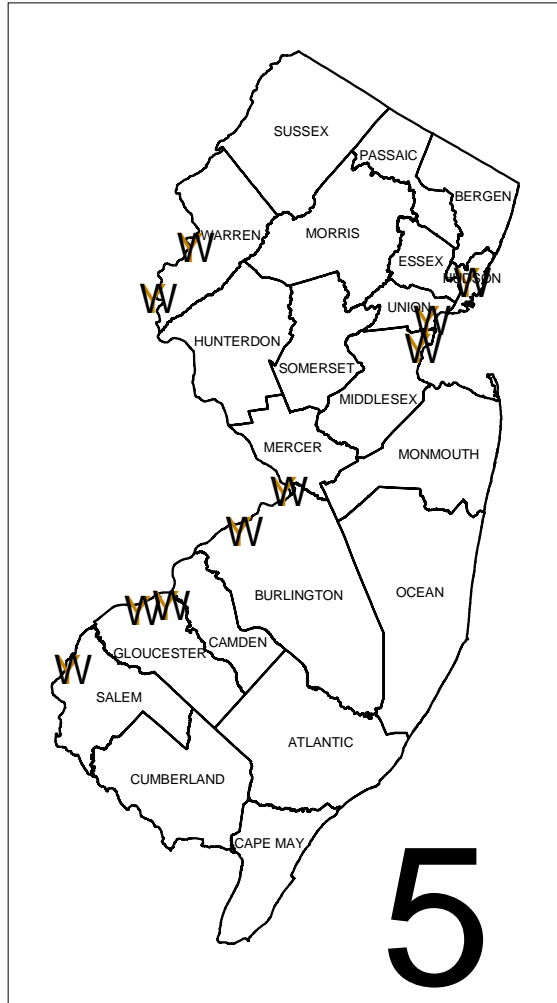 SUSSEX
PASSAIC
BERGEN
WARREN
MORRIS
ESSEX
HUDSON
UNION
HUNTERDON
SOMERSET
MIDDLESEX
MERCER
MONMOUTH
BURLINGTON
OCEAN
CAMDEN
GLOUCESTER
SALEM
ATLANTIC
CUMBERLAND
CAPE MAY
5